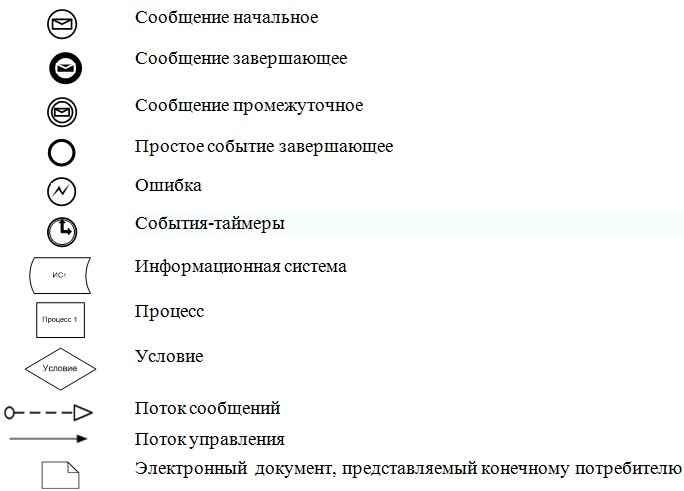 Сообщение начальное
Сообщение завершающее
Сообщение промежуточное
Простое событие завершающее
Ошибка
События-таймеры
ИС1
Информационная система
Процесс 1
Процесс
Условие
Условие
Поток сообщений
Поток управления
Электронный документ, представляемый конечному потребителю